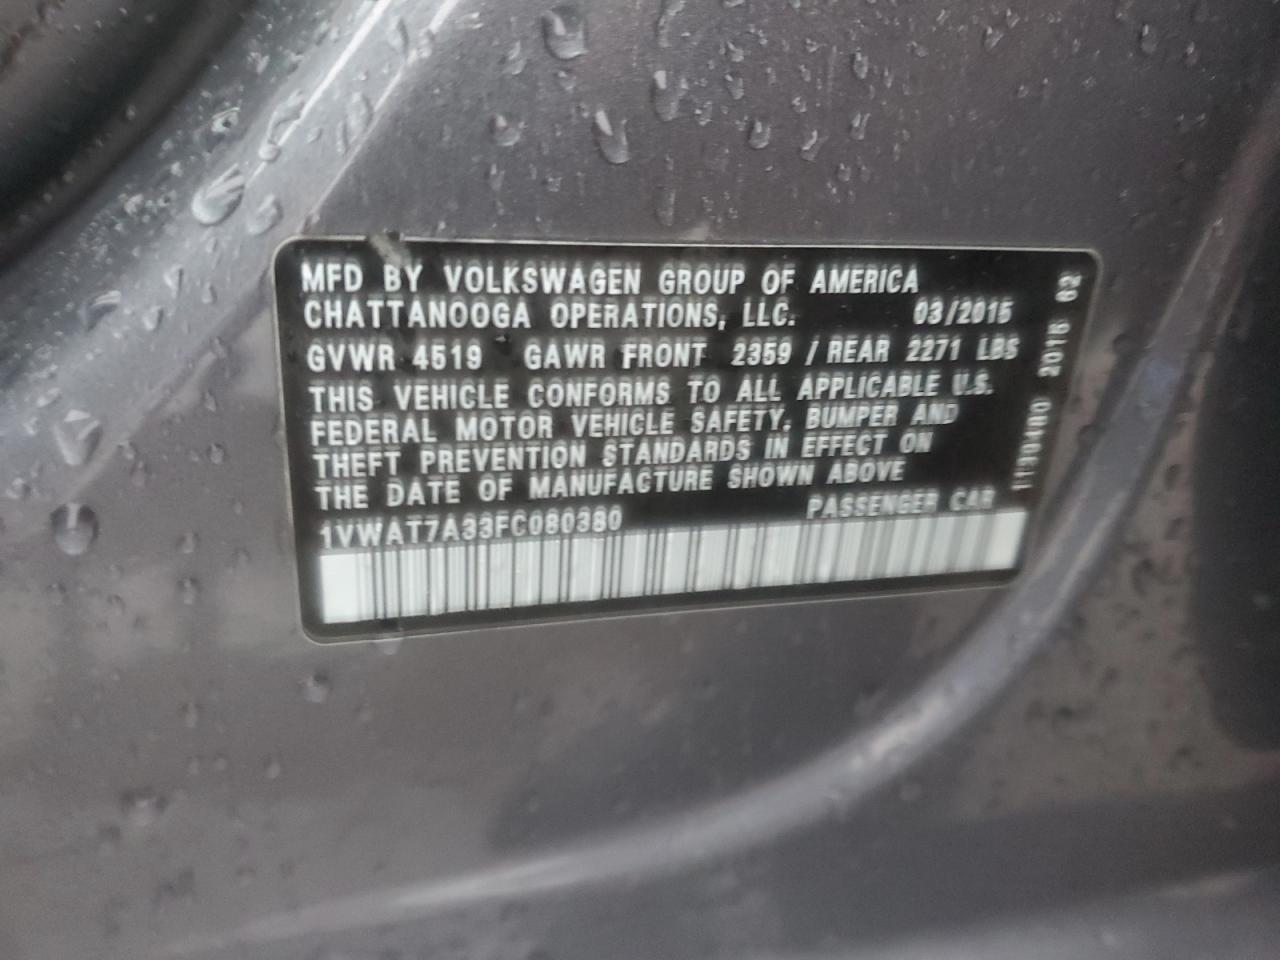 MFD BY VOLKSWAGEN GROUP OF AMERICA
CHATTANOOGA OPERATIONS, LLC. 03/2015
GVWR 4519 GAWR FRONT 2359 / REAR 2271 LBS
THIS VEHICLE CONFORMS TO ALL APPLICABLE U.S.
FEDERAL MOTOR VEHICLE SAFETY, BUMPER AND
THEFT PREVENTION STANDARDS IN EFFECT ON
THE DATE OF MANUFACTURE SHOWN ABOVE
1VWAT7A33FC080380 PASSENGER CAR